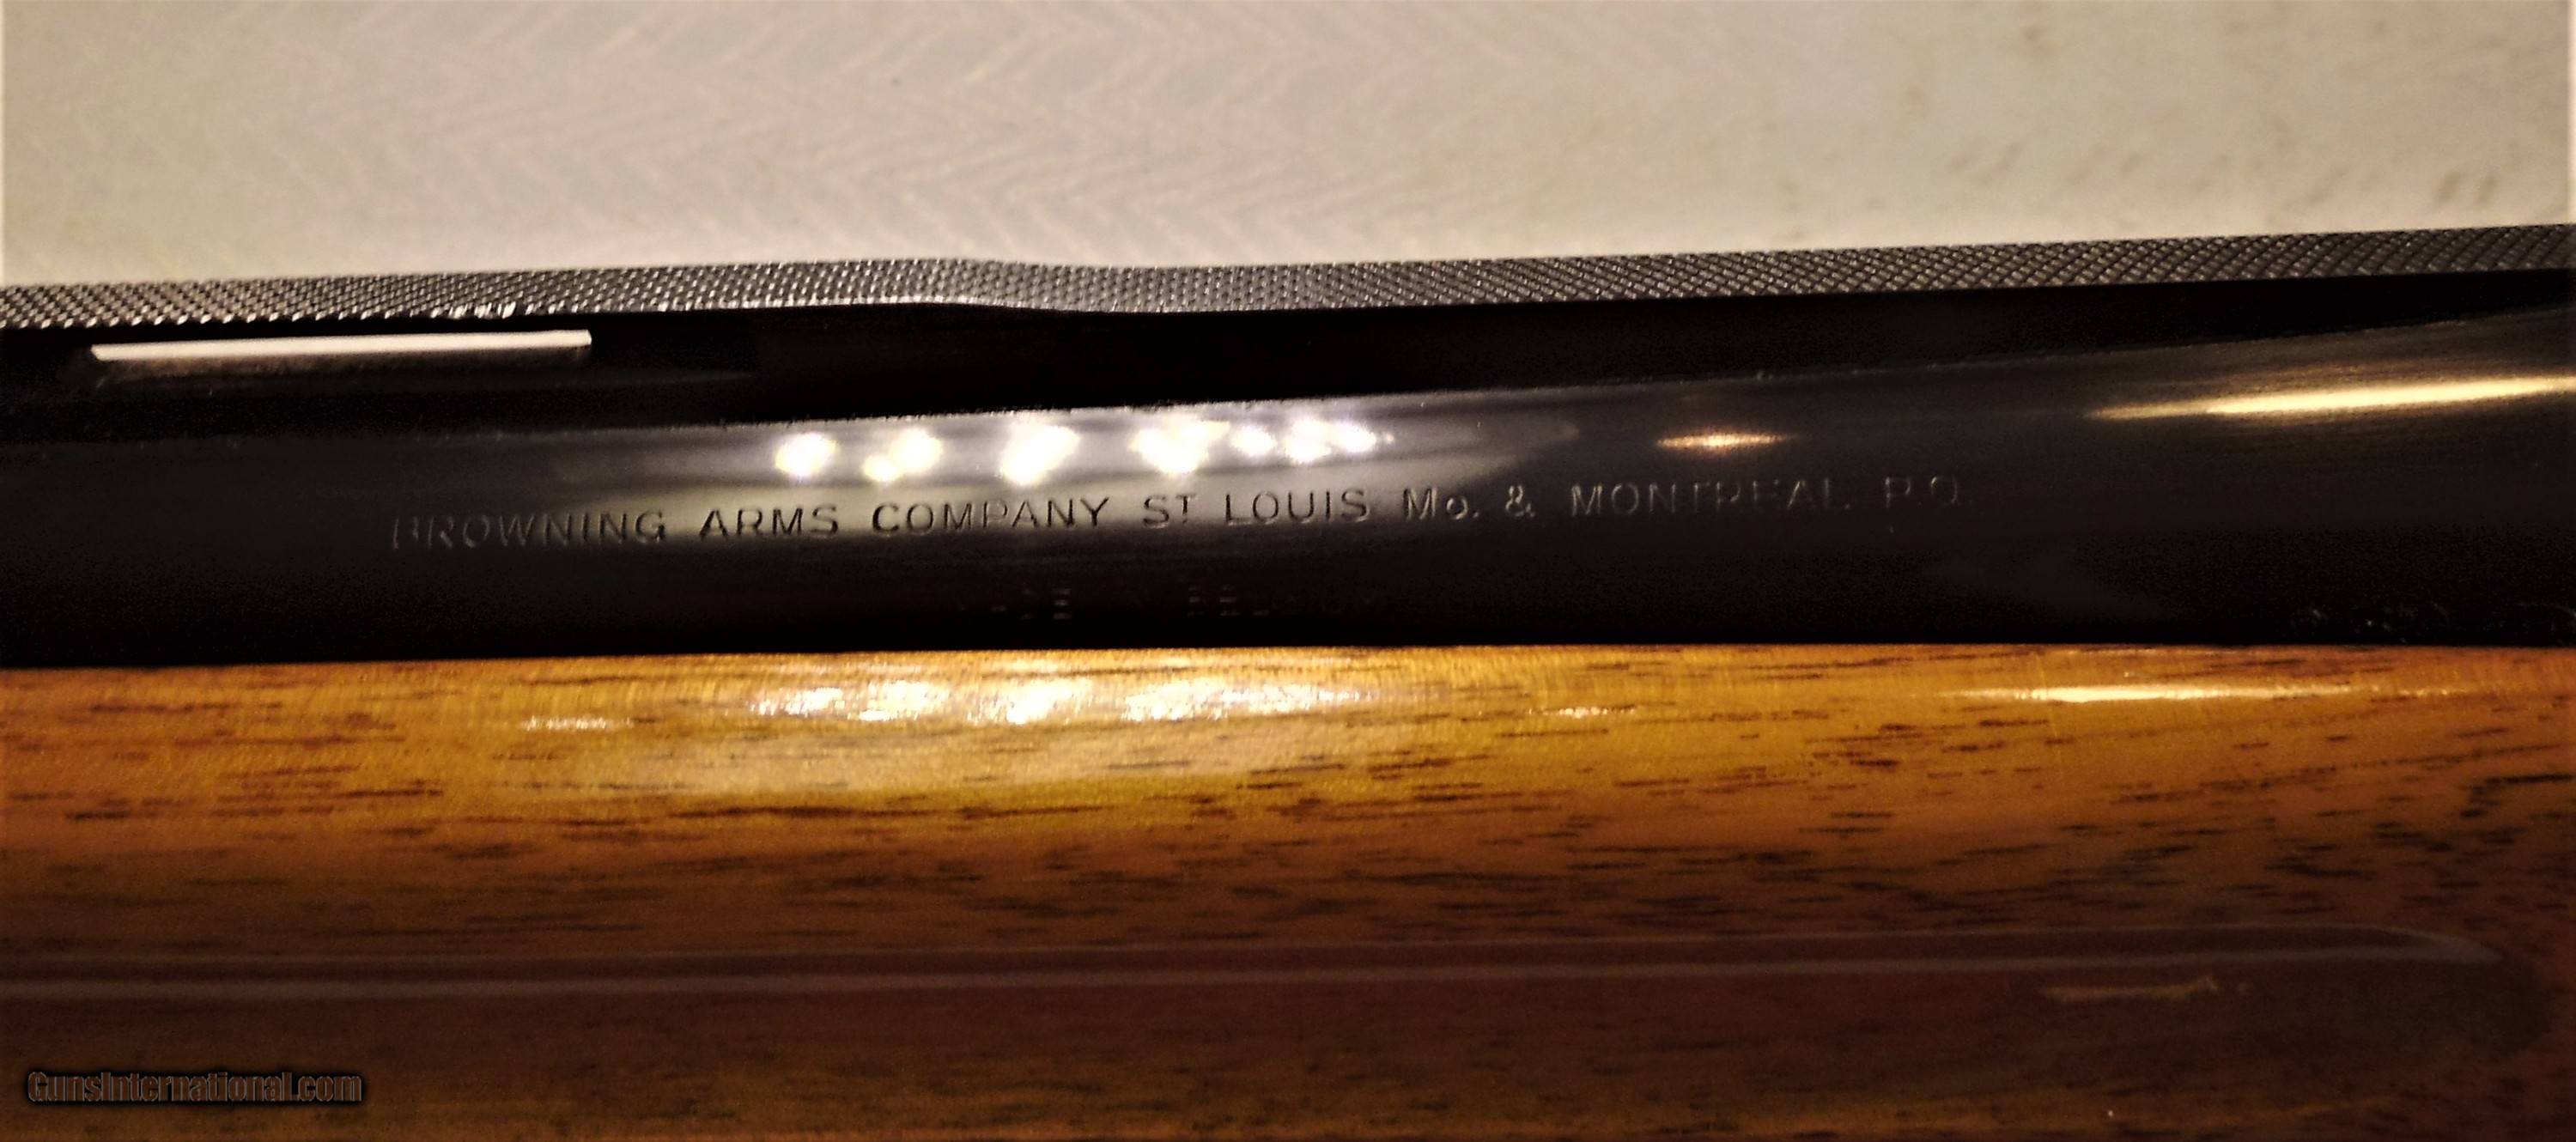 BROWNING ARMS COMPANY ST LOUIS Mo. & MONTREAL P.Q.
GunsInternational.com